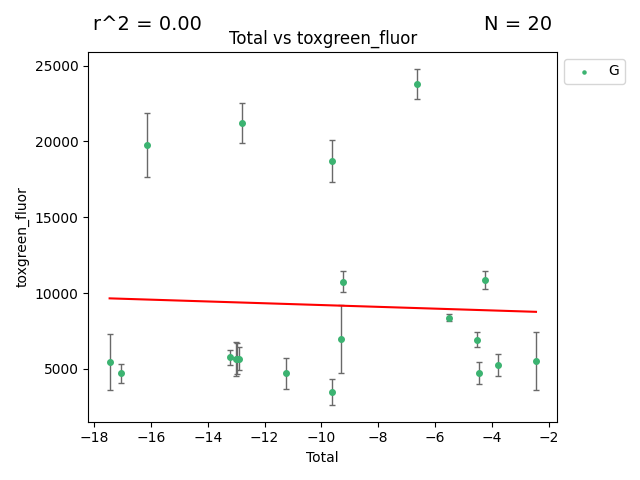 r^2 = 0.00
N = 20
Total vs toxgreen_fluor
G
25000
20000
15000
10000
5000
toxgreen_fluor
−18
−16
−14
−12
−10
−8
−6
−4
−2
Total